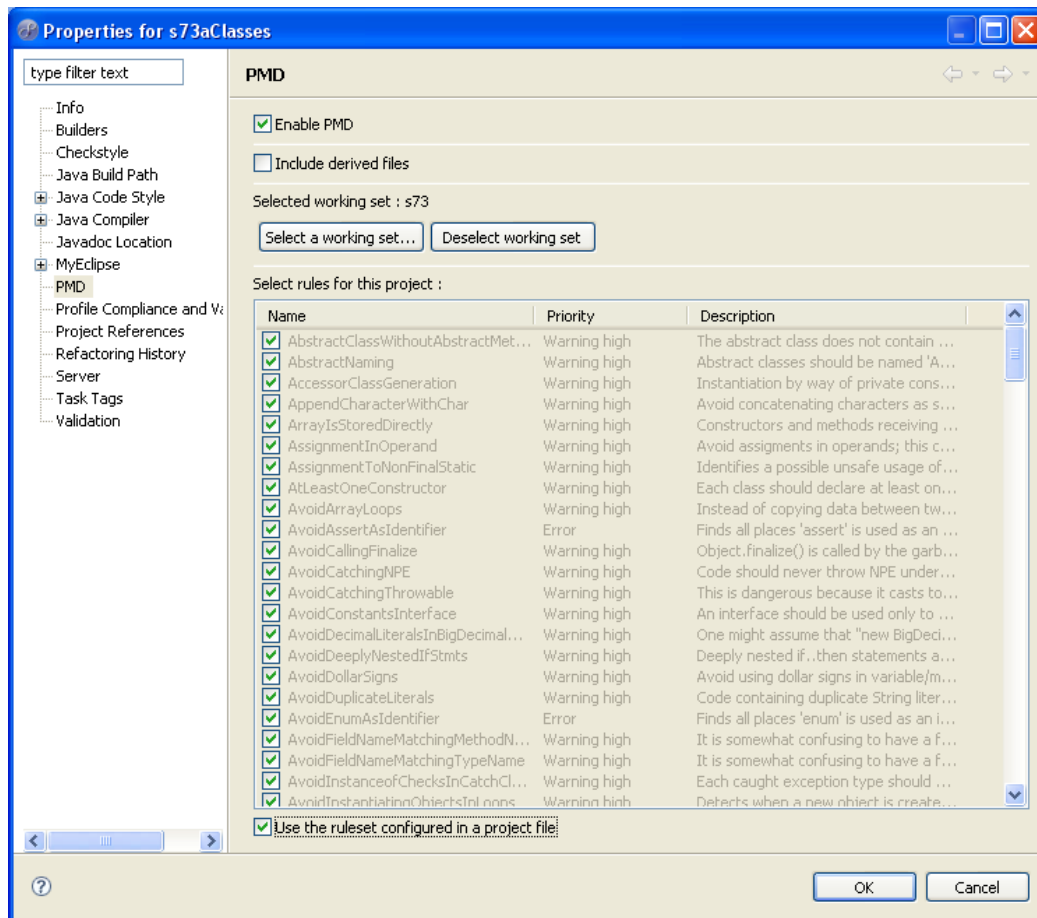 Properties for s73aClasses
type filter text
Info
Builders
Checkstyle
Java Build Path
Java Code Style
Java Compiler
Javadoc Location
MyEclipse
PMD
Profile Compliance and Va
Project References
Refactoring History
Server
Task Tags
Validation
PMD
Enable PMD
Include derived files
Selected working set : s73
Select a working set... Deselect working set
Select rules for this project :
Name Priority Description
AbstractClassWithoutAbstractMet... Warning high The abstract class does not contain ...
AbstractNaming Warning high Abstract classes should be named 'A...
AccessorClassGeneration Warning high Instantiation by way of private cons...
AppendCharacterWithChar Warning high Avoid concatenating characters as s...
ArrayIsStoredDirectly Warning high Constructors and methods receiving ...
AssignmentInOperand Warning high Avoid assigments in operands; this c...
AssignmentToNonFinalStatic Warning high Identifies a possible unsafe usage of...
AtLeastOneConstructor Warning high Each class should declare at least on...
AvoidArrayLoops Warning high Instead of copying data between tw...
AvoidAssertAsIdentifier Error Finds all places 'assert' is used as an ...
AvoidCallingFinalize Warning high Object.finalize() is called by the garb...
AvoidCatchingNPE Warning high Code should never throw NPE under...
AvoidCatchingThrowable Warning high This is dangerous because it casts to...
AvoidConstantsInterface Warning high An interface should be used only to ...
AvoidDecimalLiteralsInBigDecimal... Warning high One might assume that "new BigDeci...
AvoidDeeplyNestedIfStmts Warning high Deeply nested if..then statements a...
AvoidDollarSigns Warning high Avoid using dollar signs in variable/m...
AvoidDuplicateLiterals Warning high Code containing duplicate String liter...
AvoidEnumAsIdentifier Error Finds all places 'enum' is used as an i...
AvoidFieldNameMatchingMethodN... Warning high It is somewhat confusing to have a f...
AvoidFieldNameMatchingTypeName Warning high It is somewhat confusing to have a f...
AvoidInstanceofChecksInCatchCl... Warning high Each caught exception type should ...
AvoidInstantiatingObjectsInLoops Warning high Detects when a new object is create...
Use the ruleset configured in a project file
OK Cancel